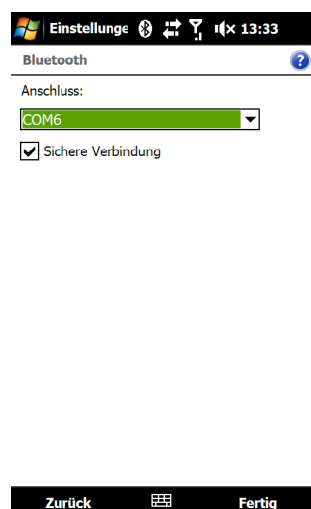 Einstellunge 13:33
Bluetooth ?
Anschluss:
COM6
Sichere Verbindung
Zurück Fertig